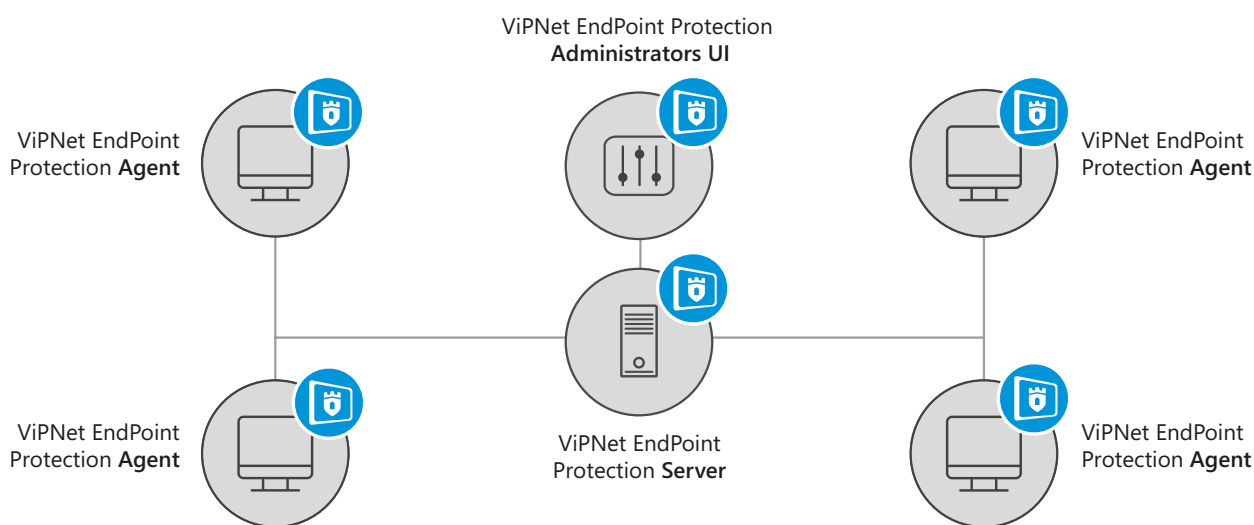 ViPNet EndPoint Protection
Administrators UI
ViPNet EndPoint
Protection Agent
ViPNet EndPoint
Protection Agent
ViPNet EndPoint
Protection Agent
ViPNet EndPoint
Protection Server
ViPNet EndPoint
Protection Agent